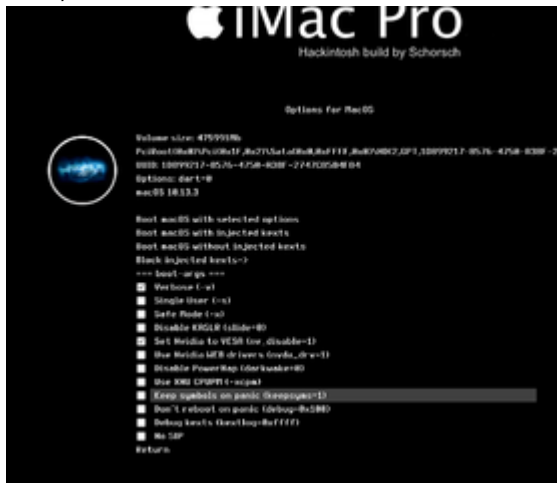 iMac Pro
Hackintosh build by Schorsch
Options for MacOS
Volume size: 475991Mb
Options: dart=0
macOS 10.13.3
Boot macOS with selected options
Boot macOS with injected kexts
Boot macOS without injected kexts
Block injected kexts->
=== boot-args ===
Verbose (-v)
Single User (-s)
Safe Mode (-x)
Disable KASLR (slide=0)
Set Nvidia to VESA (nv_disable=1)
Use Nvidia WEB drivers (nvda_drv=1)
Disable PowerNap (darkwake=0)
Use XNU CPUPM (-xcpm)
Keep symbols on panic (keepsyms=1)
Don't reboot on panic (debug=0x100)
Debug kexts (kextlog=0xffff)
No SIP
Return